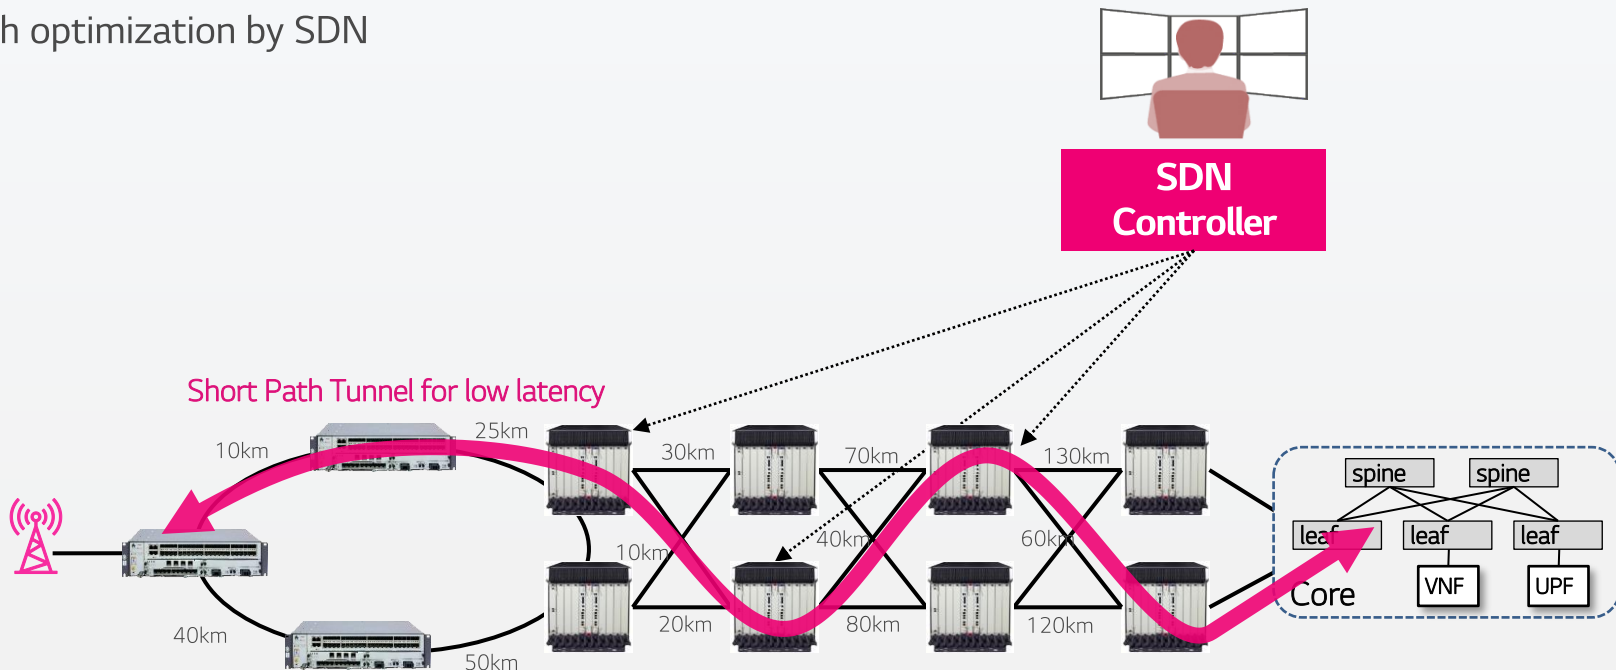 h optimization by SDN
SDN
Controller
Short Path Tunnel for low latency
10km
25km
30km
70km
130km
10km
40km
60km
40km
50km
20km
80km
120km
spine
spine
leaf
leaf
leaf
VNF
UPF
Core